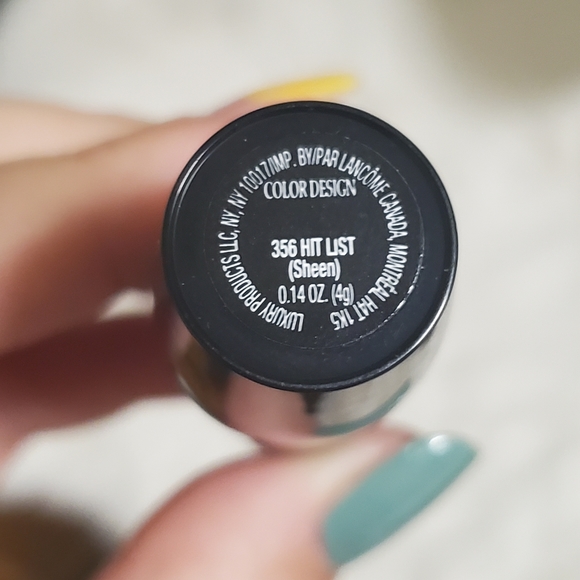 LUXURY PRODUCTS LLC, NY, NY 10017/IMP. BY/PAR LANCÔME CANADA, MONTRÉAL H4T 1K5
COLOR DESIGN
356 HIT LIST
(Sheen)
0.14 OZ. (4g)